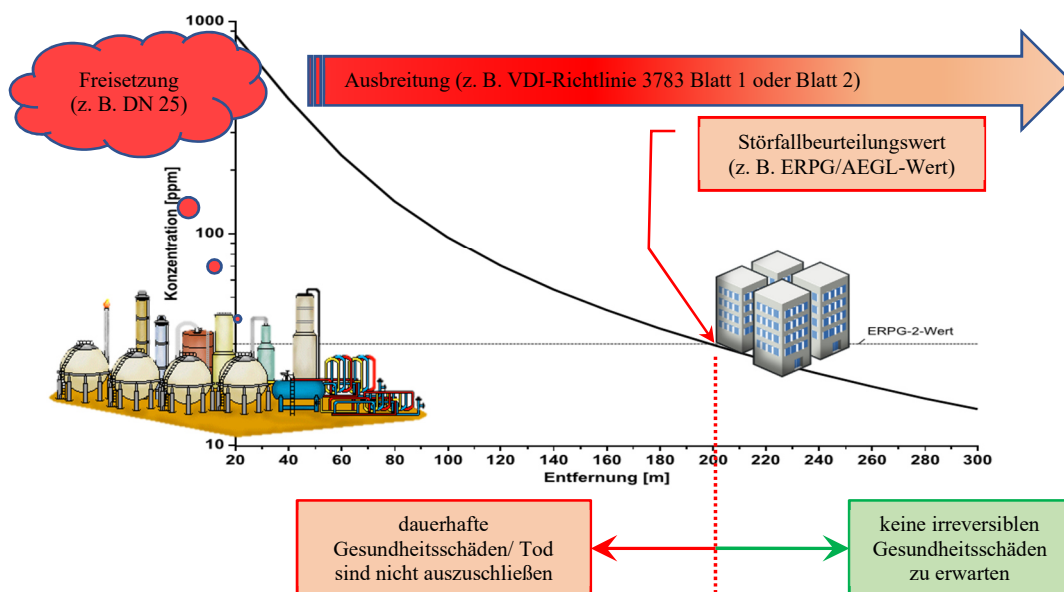 1000
Freisetzung
(z. B. DN 25)
Ausbreitung (z. B. VDI-Richtlinie 3783 Blatt 1 oder Blatt 2)
Störfallbeurteilungswert
(z. B. ERPG/AEGL-Wert)
Konzentration [ppm]
100
ERPG-2-Wert
10
20 40 60 80 100 120 140 160 180 200 220 240 260 280 300
Entfernung [m]
dauerhafte
Gesundheitsschäden/ Tod
sind nicht auszuschließen
keine irreversiblen
Gesundheitsschäden
zu erwarten